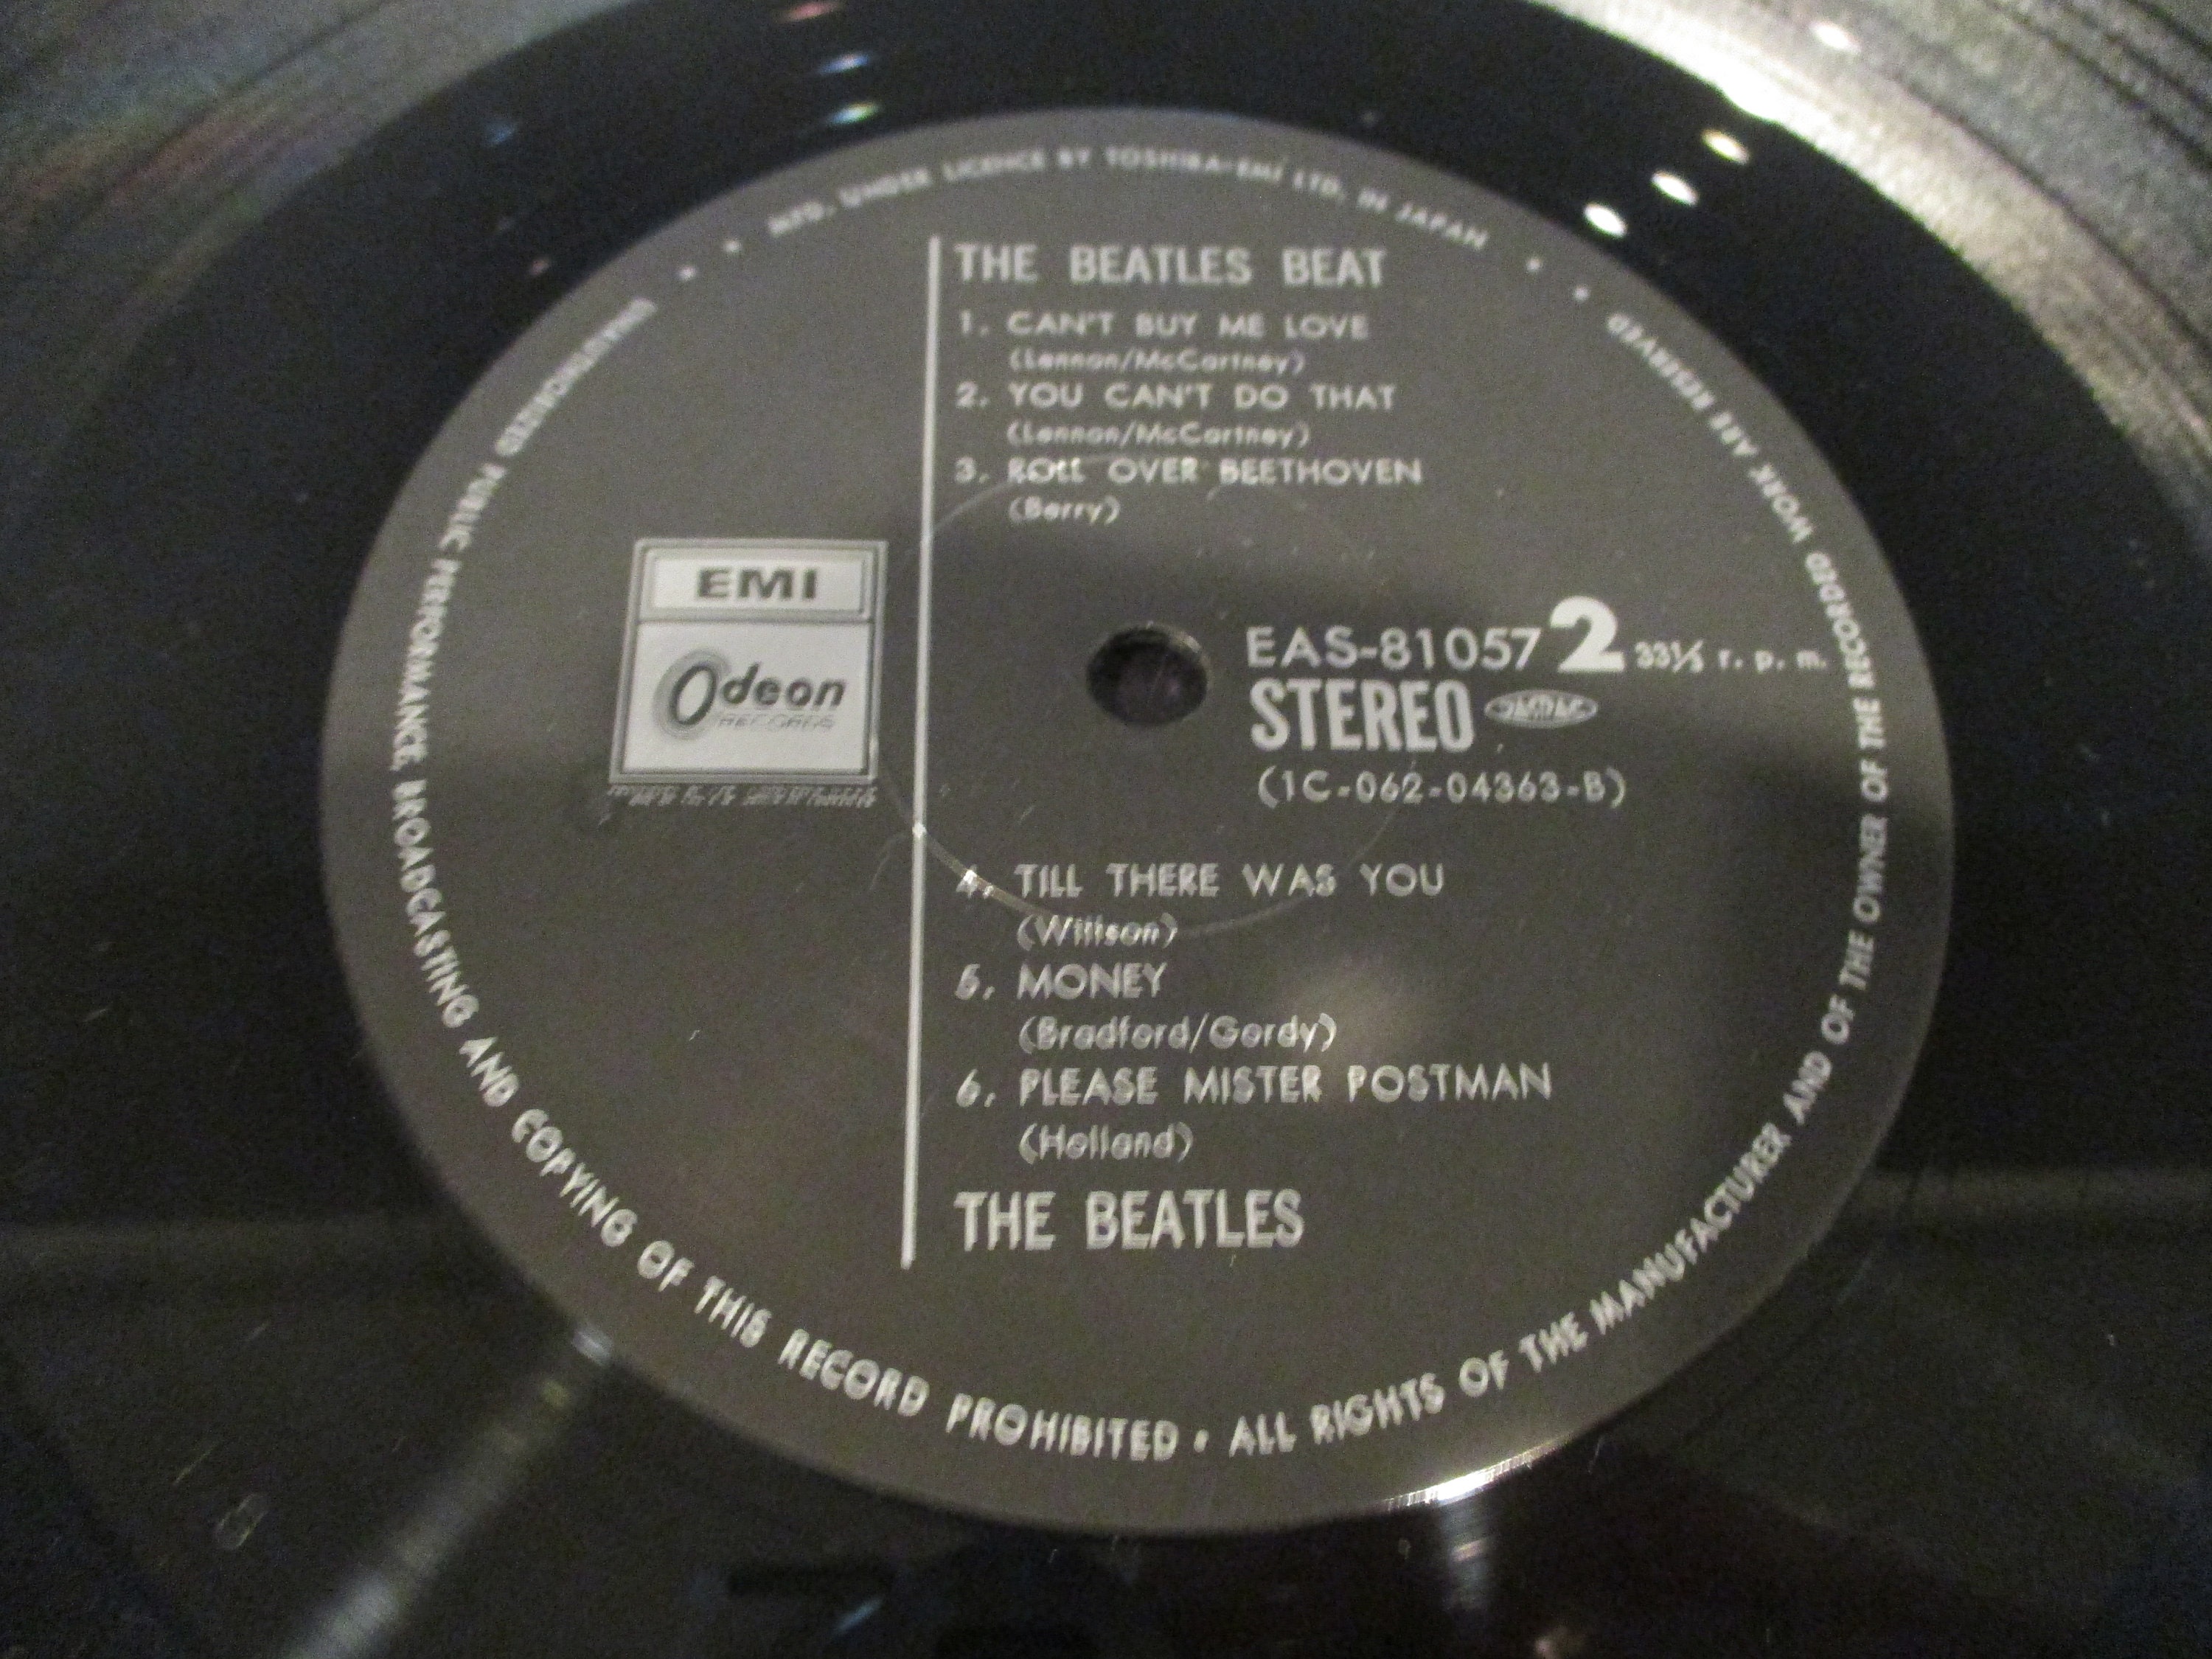 MFD. UNDER LICENCE BY TOSHIBA-EMI LTD. IN JAPAN
THE BEATLES BEAT
1. CAN'T BUY ME LOVE
(Lennon/McCartney)
2. YOU CAN'T DO THAT
(Lennon/McCartney)
3. ROLL OVER BEETHOVEN
(Berry)
EMI
Odeon
RECORDS
EAS-81057 2 33⅓ r. p. m.
STEREO JASRAC
(1C-062-04363-B)
4. TILL THERE WAS YOU
(Willson)
5. MONEY
(Bradford/Gordy)
6. PLEASE MISTER POSTMAN
(Holland)
THE BEATLES
UNAUTHORIZED PUBLIC PERFORMANCE, BROADCASTING AND COPYING OF THIS RECORD PROHIBITED • ALL RIGHTS OF THE MANUFACTURER AND OF THE OWNER OF THE RECORDED WORK ARE RESERVED